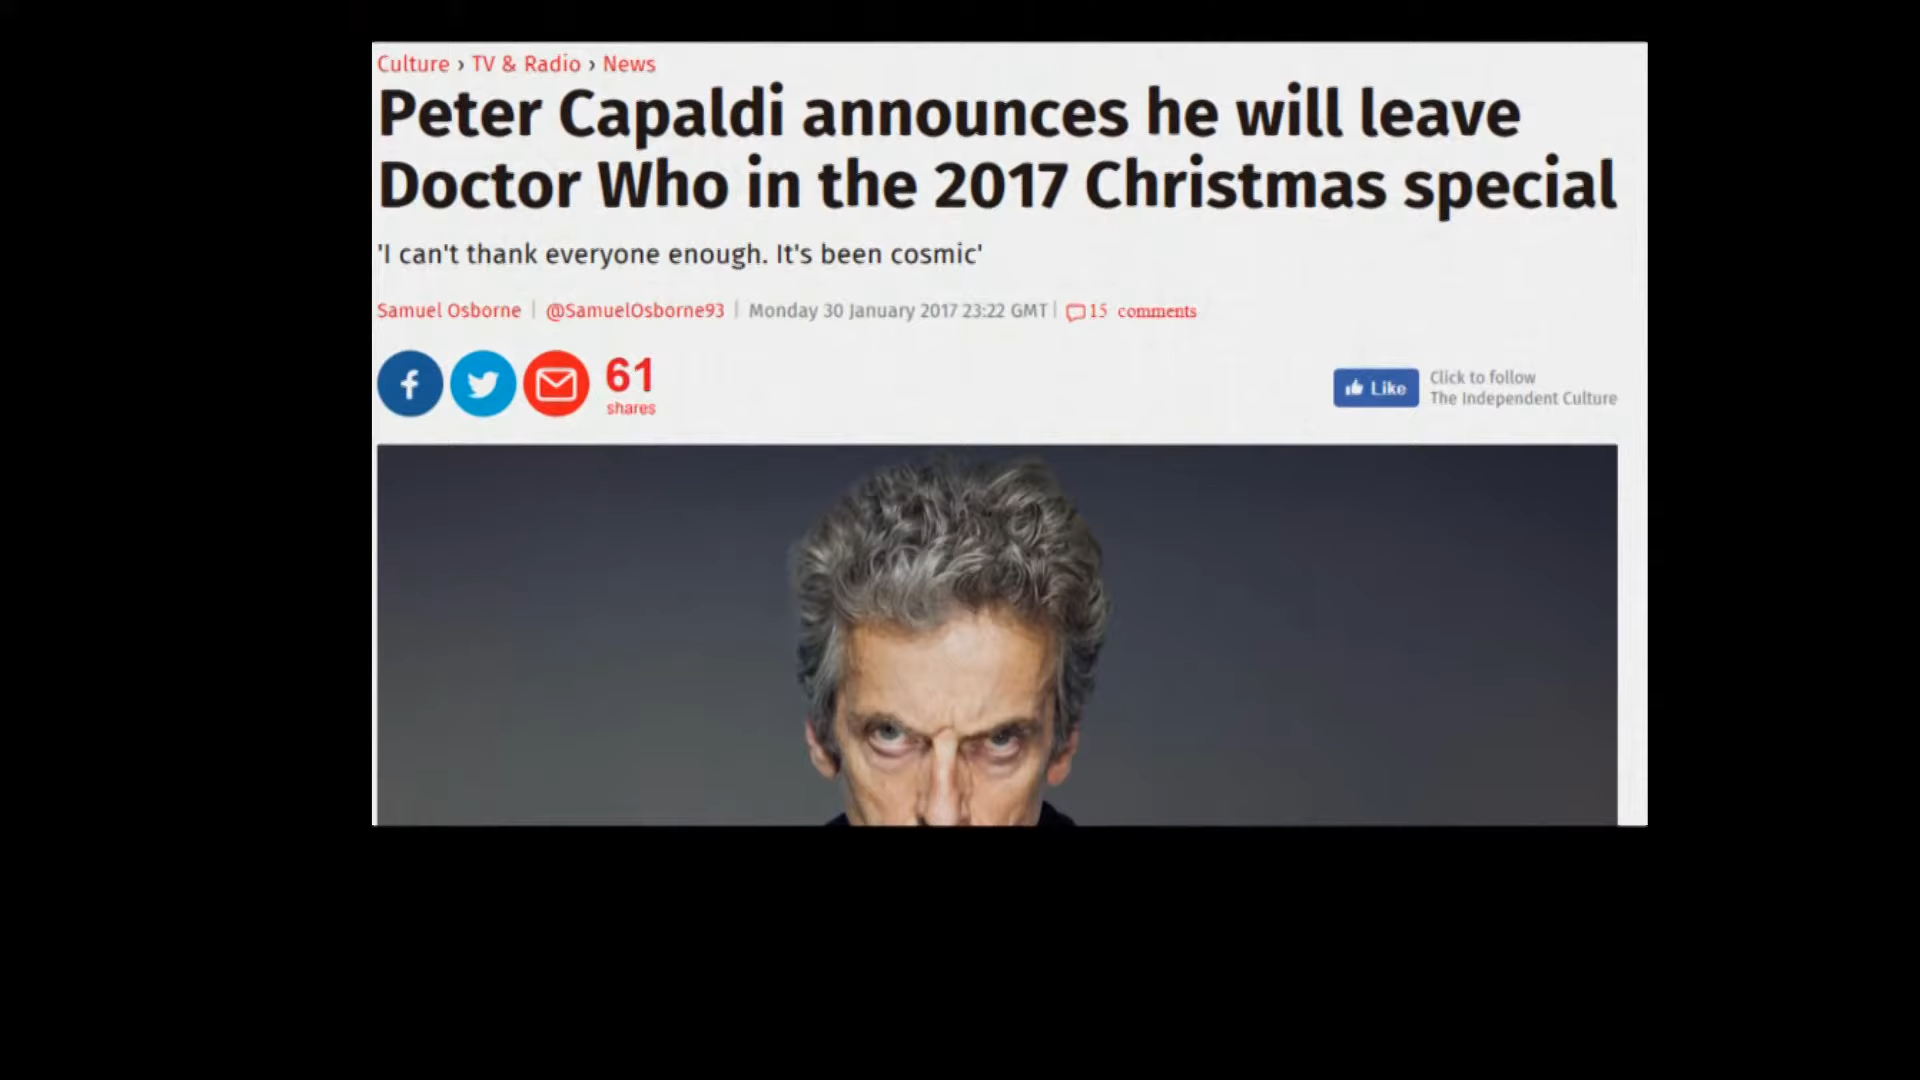 Culture › TV & Radio › News
Peter Capaldi announces he will leave
Doctor Who in the 2017 Christmas special
'I can't thank everyone enough. It's been cosmic'
Samuel Osborne | @SamuelOsborne93 | Monday 30 January 2017 23:22 GMT | 15 comments
61
shares
Like
Click to follow
The Independent Culture